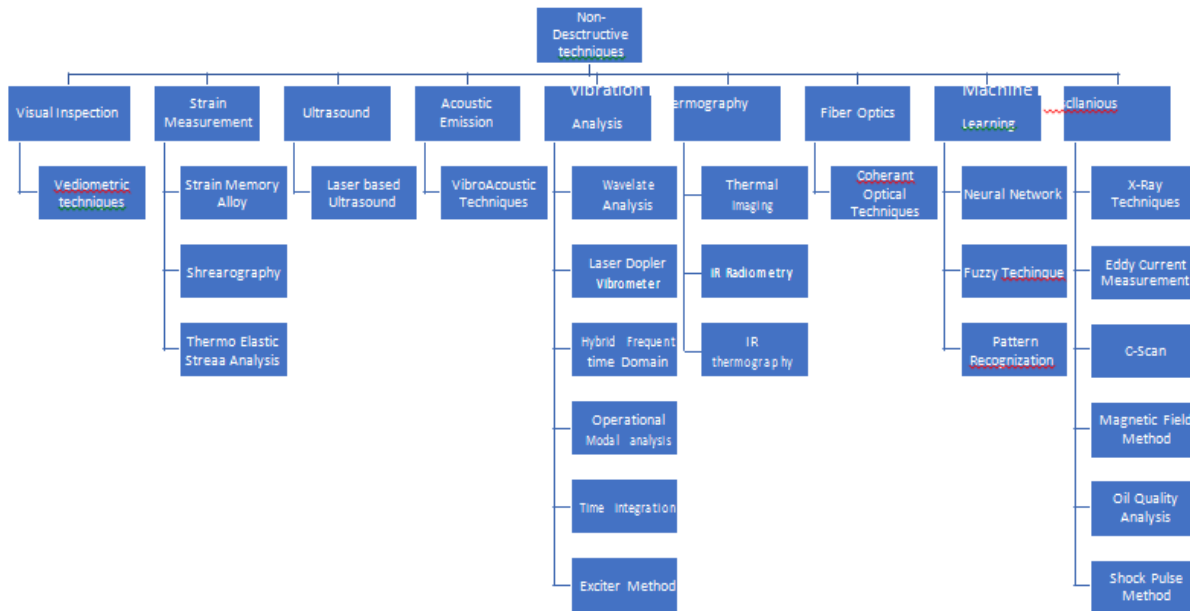 Non-
Desctructive
techniques
Visual Inspection
Strain
Measurement
Ultrasound
Acoustic
Emission
Vibration
Analysis
ermography
Fiber Optics
Machine
Learning
scllanious
Vediometric
techniques
Strain Memory
Alloy
Shrearography
Thermo Elastic
Streaa Analysis
Laser based
Ultrasound
VibroAcoustic
Techniques
Wavelate
Analysis
Laser Dopler
Vibrometer
Hybrid Frequent
time Domain
Operational
Modal analysis
Time Integration
Exciter Method
Thermal
Imaging
IR Radiometry
IR
thermography
Coherant
Optical
Techniques
Neural Network
Fuzzy Techinque
Pattern
Recognization
X-Ray
Techniques
Eddy Current
Measurement
C-Scan
Magnetic Field
Method
Oil Quality
Analysis
Shock Pulse
Method